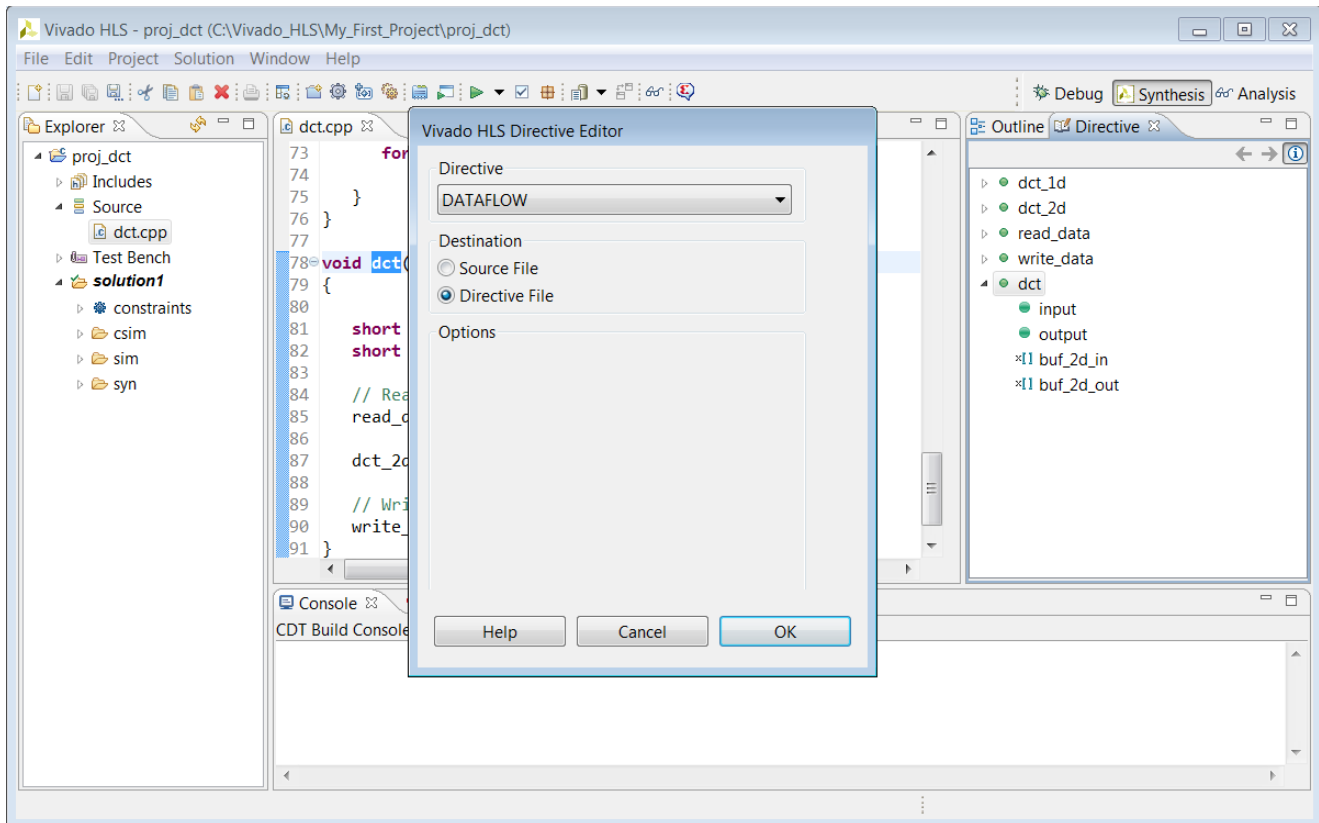 Vivado HLS - proj_dct (C:\Vivado_HLS\My_First_Project\proj_dct)
File Edit Project Solution Window Help
Debug Synthesis Analysis
Explorer
proj_dct
Includes
Source
dct.cpp
Test Bench
solution1
constraints
csim
sim
syn
dct.cpp
73 for
74
75 }
76 }
77
78 void dct(
79 {
80
81 short
82 short
83
84 // Rea
85 read_d
86
87 dct_2d
88
89 // Wri
90 write_
91 }
Vivado HLS Directive Editor
Directive
DATAFLOW
Destination
Source File
Directive File
Options
Help Cancel OK
Outline Directive
dct_1d
dct_2d
read_data
write_data
dct
input
output
×[] buf_2d_in
×[] buf_2d_out
Console
CDT Build Console